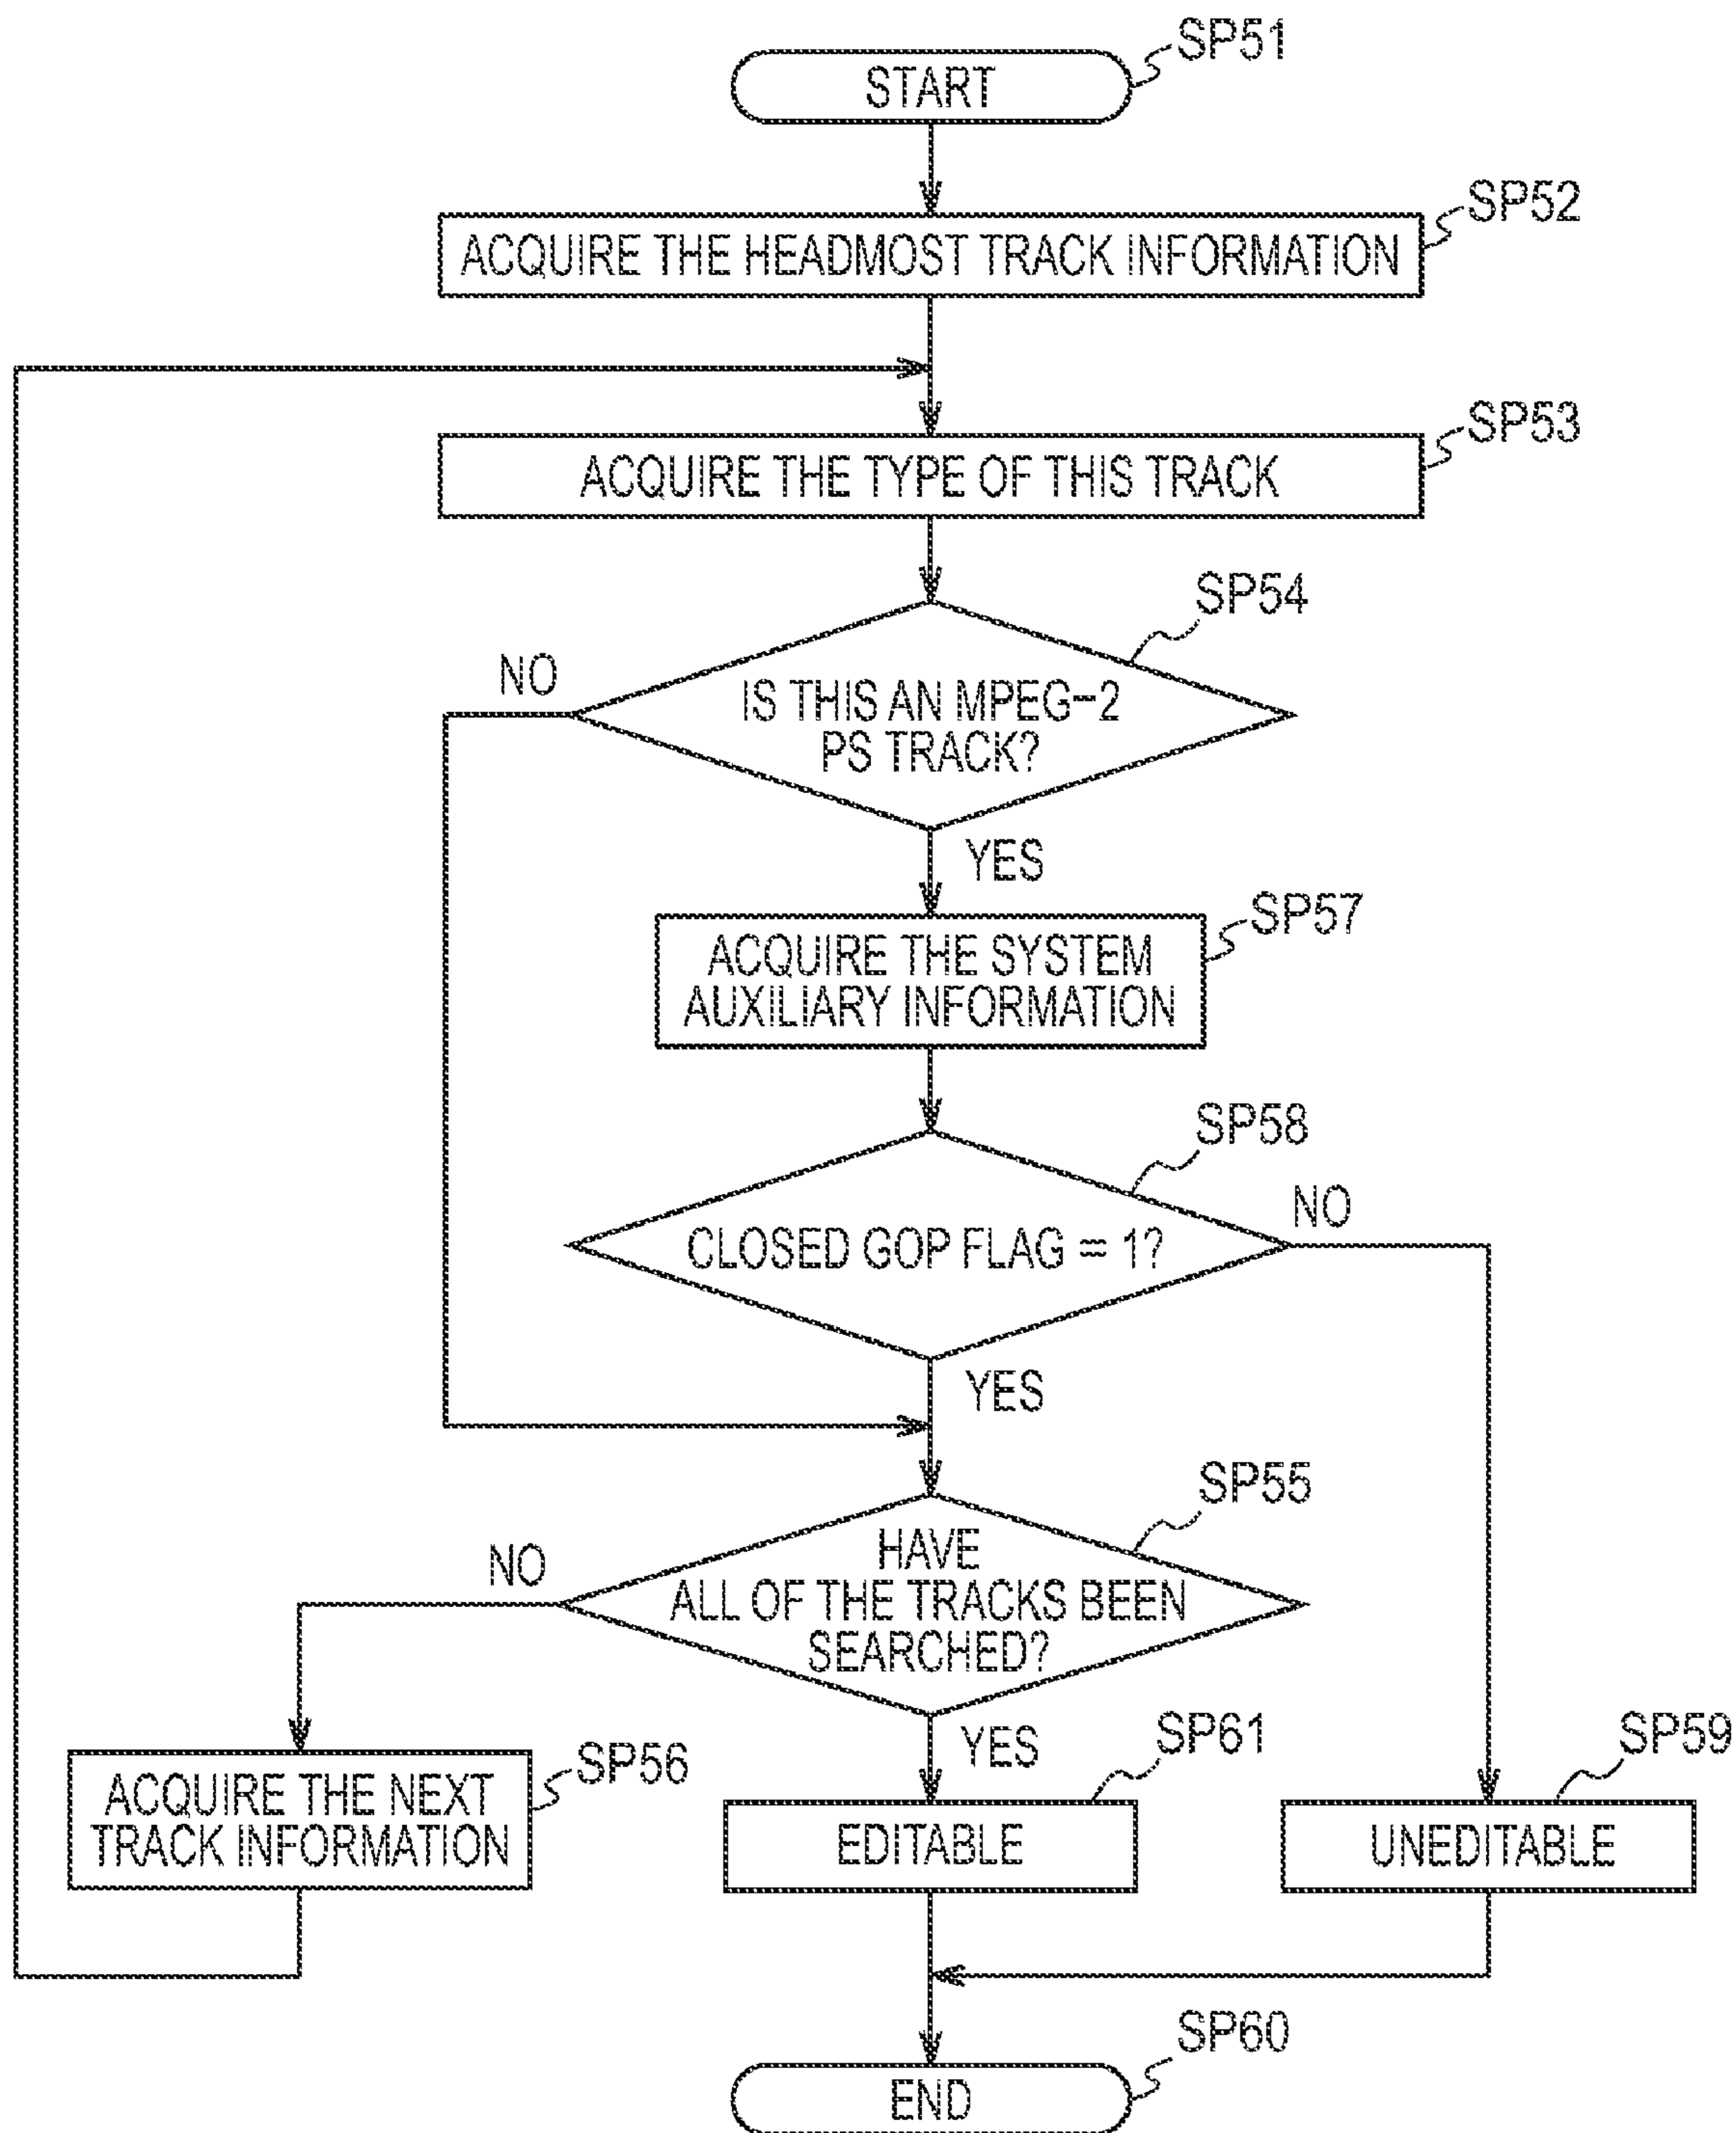 SP51
START
SP52
ACQUIRE THE HEADMOST TRACK INFORMATION
SP53
ACQUIRE THE TYPE OF THIS TRACK
SP54
NO
IS THIS AN MPEG-2
PS TRACK?
YES
SP57
ACQUIRE THE SYSTEM
AUXILIARY INFORMATION
SP58
NO
CLOSED GOP FLAG = 1?
YES
SP55
NO
HAVE
ALL OF THE TRACKS BEEN
SEARCHED?
YES
SP61
SP59
SP56
ACQUIRE THE NEXT
TRACK INFORMATION
EDITABLE
UNEDITABLE
SP60
END